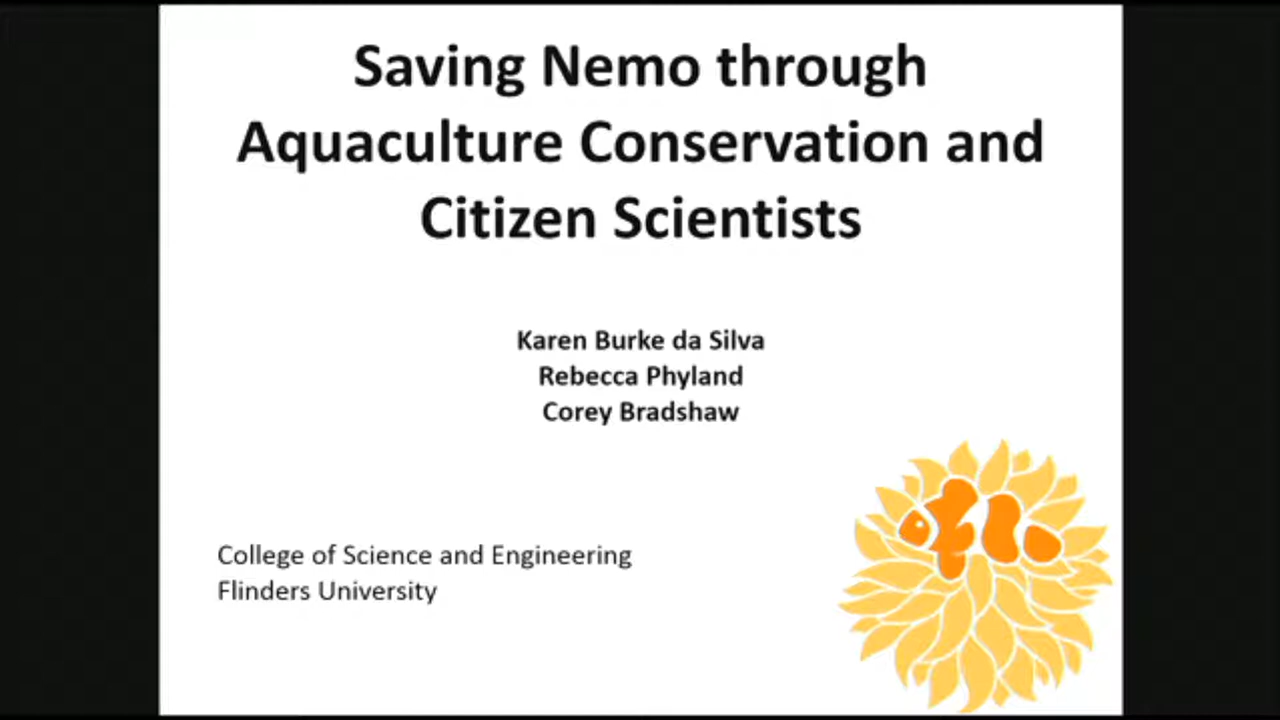 Saving Nemo through
Aquaculture Conservation and
Citizen Scientists
Karen Burke da Silva
Rebecca Phyland
Corey Bradshaw
College of Science and Engineering
Flinders University